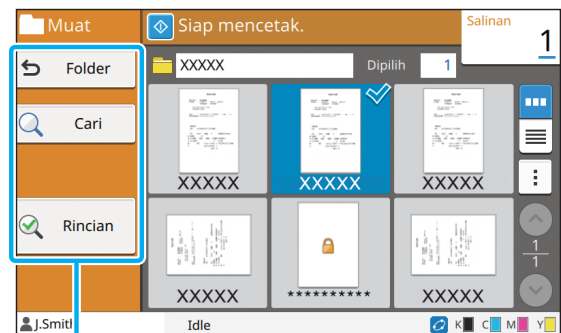 Muat
Siap mencetak.
Salinan
1
Folder
XXXXX
Dipilih
1
Cari
XXXXX
XXXXX
XXXXX
Rincian
1
1
XXXXX
**********
XXXXX
J.Smith
Idle
K C M Y